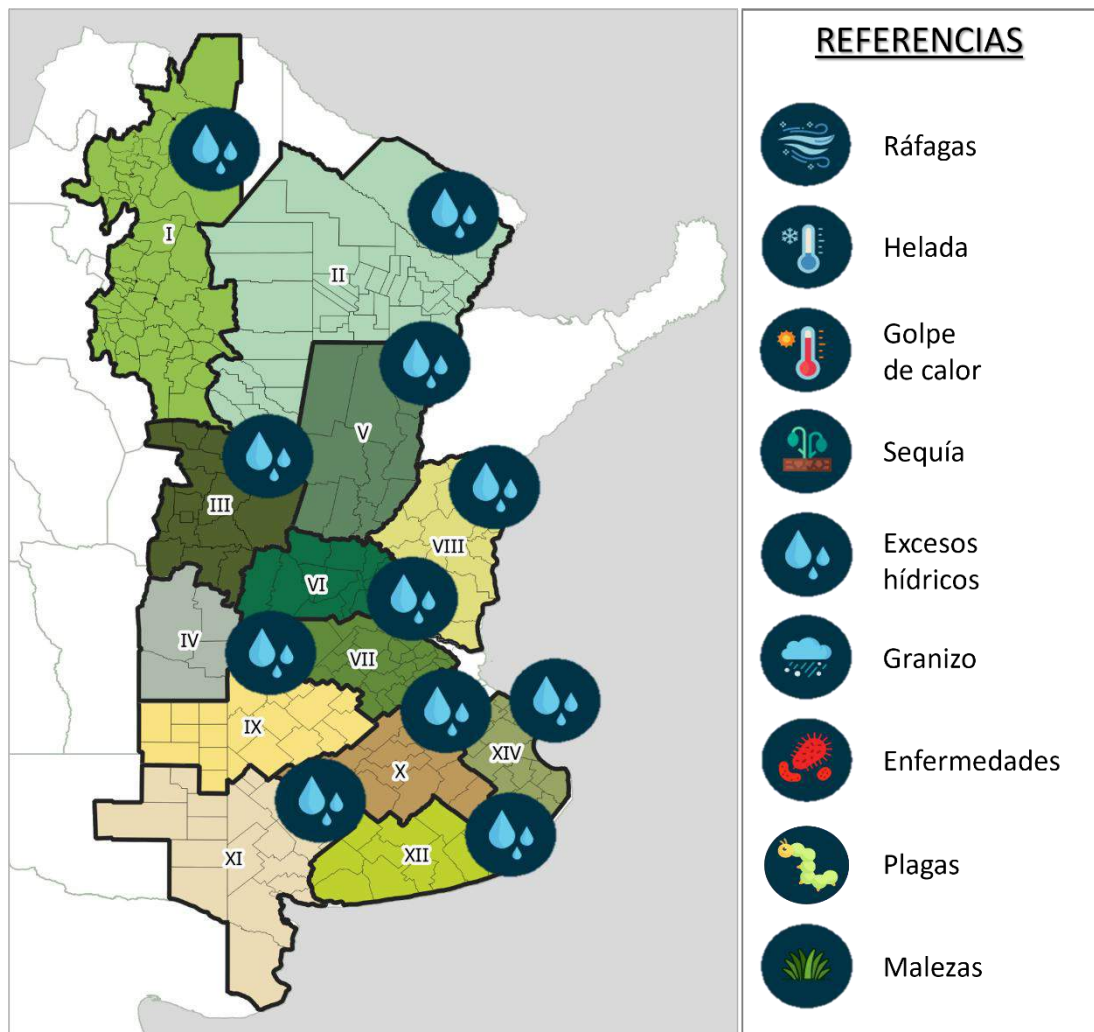 REFERENCIAS
Ráfagas
Helada
Golpe
de calor
Sequía
Excesos
hídricos
Granizo
Enfermedades
Plagas
Malezas
I
II
V
III
VIII
VI
IV
VII
IX
XIV
X
XI
XII